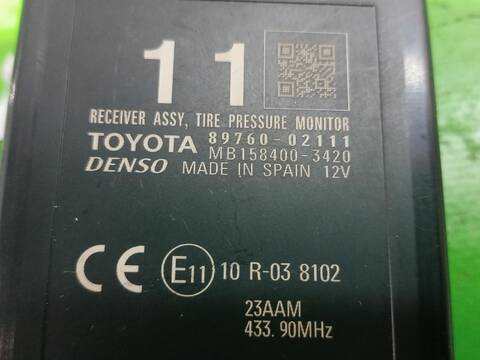 11
RECEIVER ASSY, TIRE PRESSURE MONITOR
TOYOTA 89760-02111
DENSO MB158400-3420
MADE IN SPAIN 12V
CE E11 10 R-03 8102
23AAM
433.90MHz